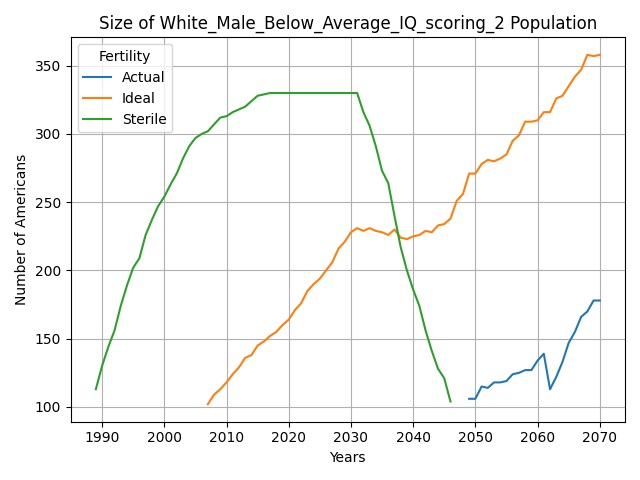 Size of White_Male_Below_Average_IQ_scoring_2 Population
Fertility
Actual
Ideal
Sterile
Number of Americans
350
300
250
200
150
100
1990 2000 2010 2020 2030 2040 2050 2060 2070
Years